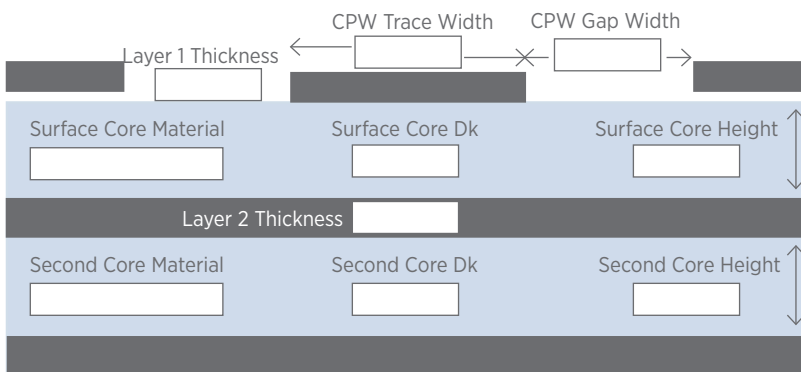 CPW Trace Width
CPW Gap Width
Layer 1 Thickness
Surface Core Material
Surface Core Dk
Surface Core Height
Layer 2 Thickness
Second Core Material
Second Core Dk
Second Core Height